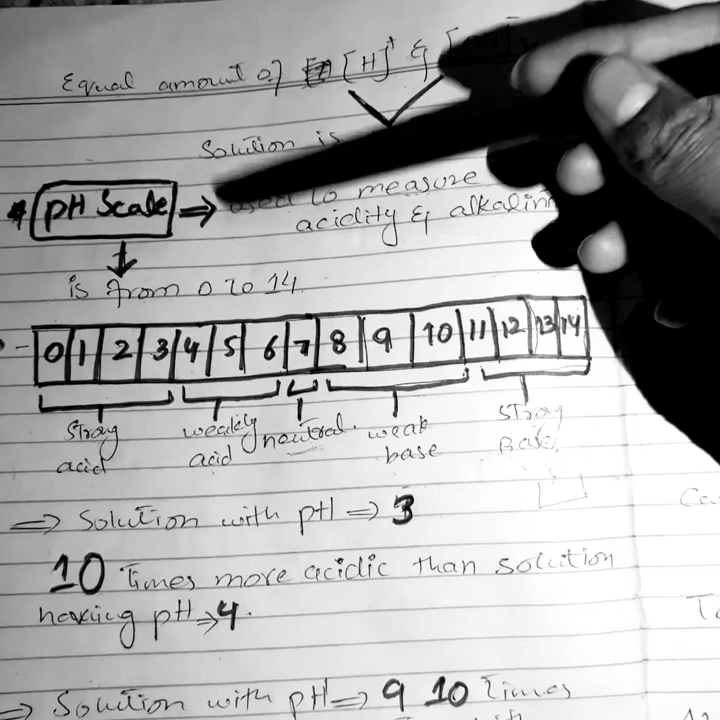 Equal amount of [H]⁺ &
Solution is
pH Scale ⇒ used to measure
acidity & alkalin
↓
is from 0 to 14
0 1 2 3 4 5 6 7 8 9 10 11 12 13 14
Strong acid weakly acid neutral. weak base Strong Base.
⇒ Solution with pH ⇒ 3
10 times more acidic than solution
having pH ⇒ 4.
⇒ Solution with pH ⇒ 9 10 times